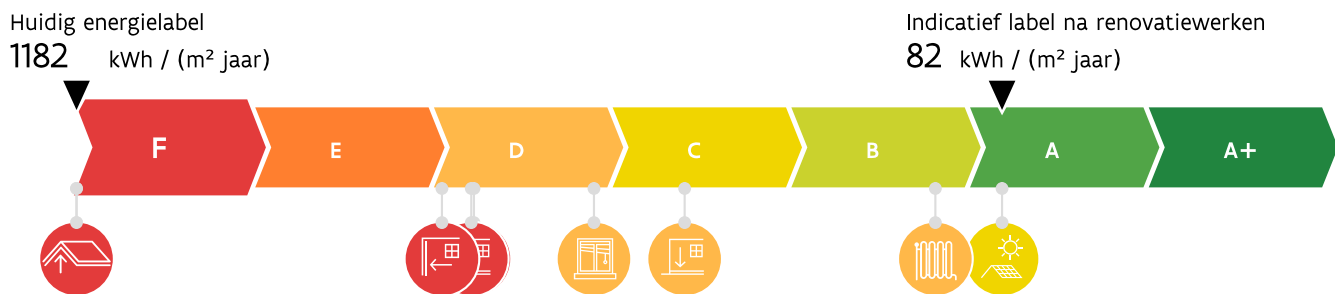 Huidig energielabel
1182 kWh / (m² jaar)
Indicatief label na renovatiewerken
82 kWh / (m² jaar)
F E D C B A A+